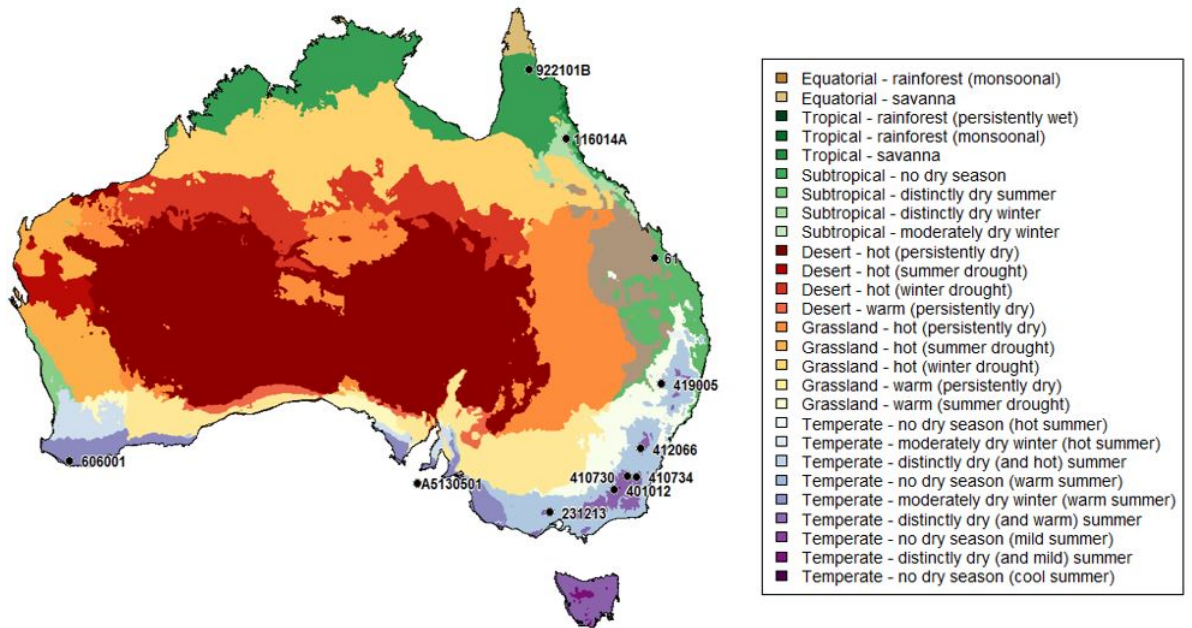 922101B
116014A
61
419005
412066
410730
410734
401012
231213
A5130501
606001
Equatorial - rainforest (monsoonal)
Equatorial - savanna
Tropical - rainforest (persistently wet)
Tropical - rainforest (monsoonal)
Tropical - savanna
Subtropical - no dry season
Subtropical - distinctly dry summer
Subtropical - distinctly dry winter
Subtropical - moderately dry winter
Desert - hot (persistently dry)
Desert - hot (summer drought)
Desert - hot (winter drought)
Desert - warm (persistently dry)
Grassland - hot (persistently dry)
Grassland - hot (summer drought)
Grassland - hot (winter drought)
Grassland - warm (persistently dry)
Grassland - warm (summer drought)
Temperate - no dry season (hot summer)
Temperate - moderately dry winter (hot summer)
Temperate - distinctly dry (and hot) summer
Temperate - no dry season (warm summer)
Temperate - moderately dry winter (warm summer)
Temperate - distinctly dry (and warm) summer
Temperate - no dry season (mild summer)
Temperate - distinctly dry (and mild) summer
Temperate - no dry season (cool summer)